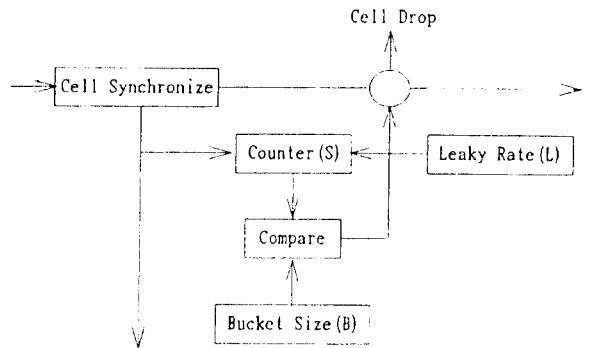 Cell Drop
Cell Synchronize
Counter(S)
Leaky Rate(L)
Compare
Bucket Size(B)